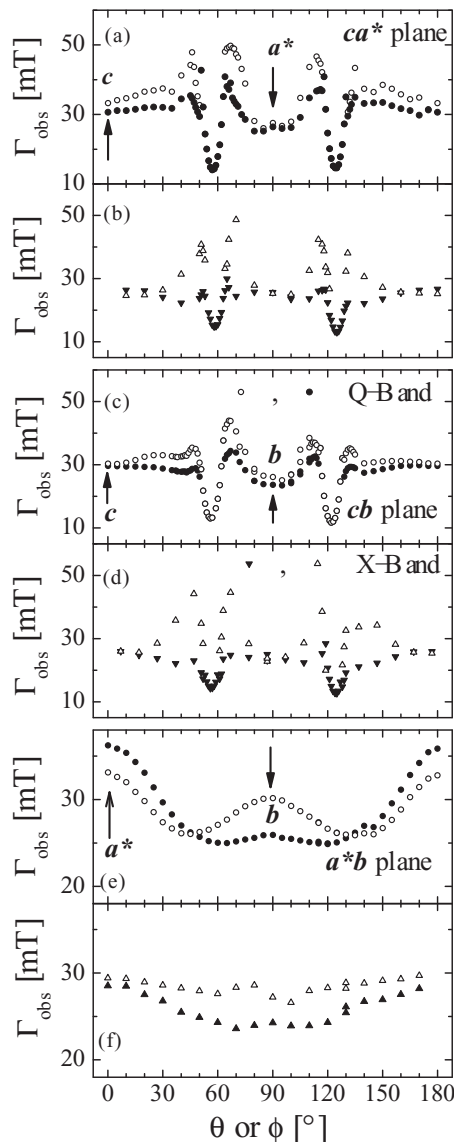 (a) a* ca* plane
c
Γobs [mT]
50
30
10
(b)
Γobs [mT]
50
30
10
(c) , Q-Band
b
c cb plane
Γobs [mT]
50
30
10
(d) , X-Band
Γobs [mT]
50
30
10
b
a* a*b plane
(e)
Γobs [mT]
30
20
(f)
Γobs [mT]
30
20
0 30 60 90 120 150 180
θ or ϕ [°]